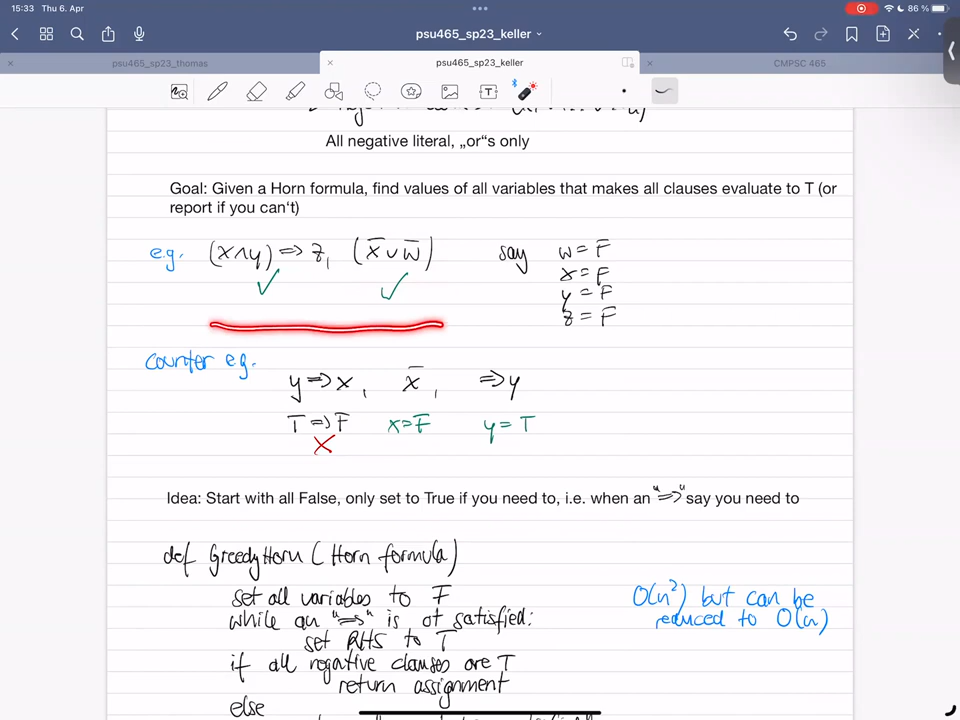 15:33 Thu 6. Apr
86 %
psu465_sp23_keller
psu465_sp23_thomas
psu465_sp23_keller
CMPSC 465
All negative literal, „or“s only
Goal: Given a Horn formula, find values of all variables that makes all clauses evaluate to T (or
report if you can‘t)
e.g. (x∧y) ⇒ z, (x̄ ∪ w̄) say w = F
x = F
y = F
z = F
counter e.g.
y ⇒ x, x̄, ⇒ y
T ⇒ F x=F y = T
Idea: Start with all False, only set to True if you need to, i.e. when an "⇒" say you need to
def GreedyHorn (Horn formula)
set all variables to F
while an "⇒" is ot satisfied:
set RHS to T
if all negative clauses are T
return assignment
else
O(n²) but can be
reduced to O(n)